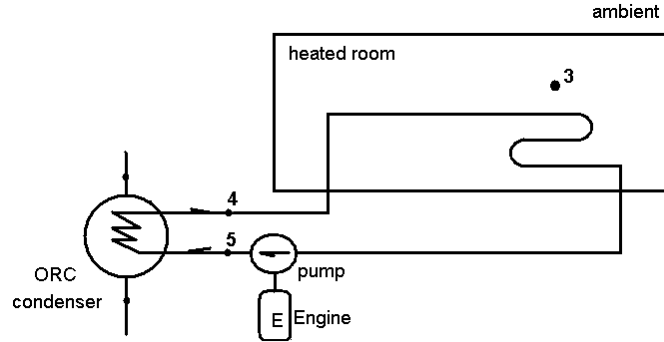 ambient
heated room
3
4
5
pump
ORC
condenser
E Engine